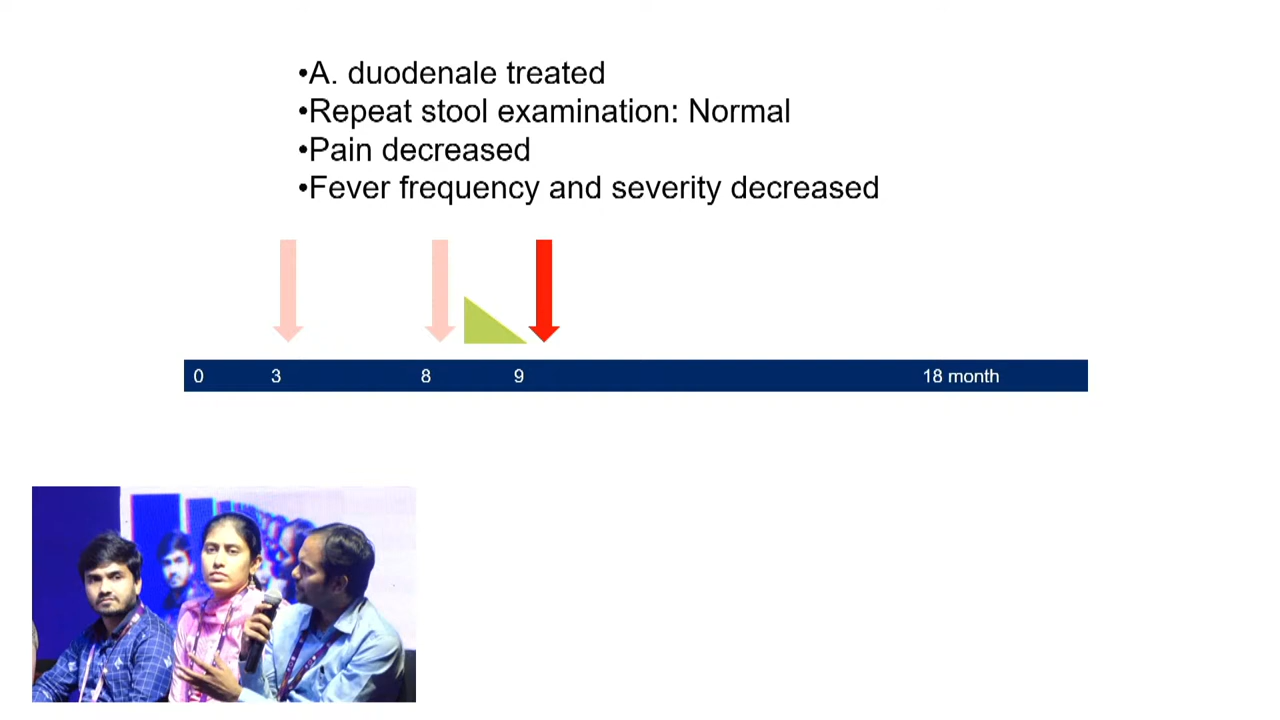 •A. duodenale treated
•Repeat stool examination: Normal
•Pain decreased
•Fever frequency and severity decreased
0 3 8 9 18 month